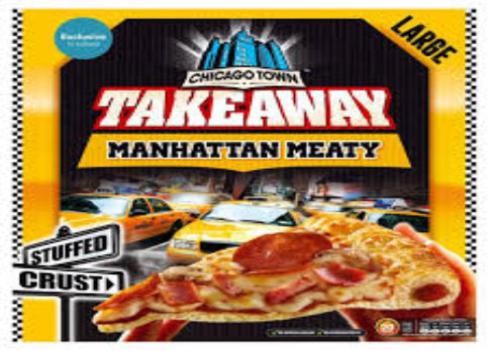 Exclusive
LARGE
CHICAGO TOWN
TAKEAWAY
MANHATTAN MEATY
STUFFED
CRUST